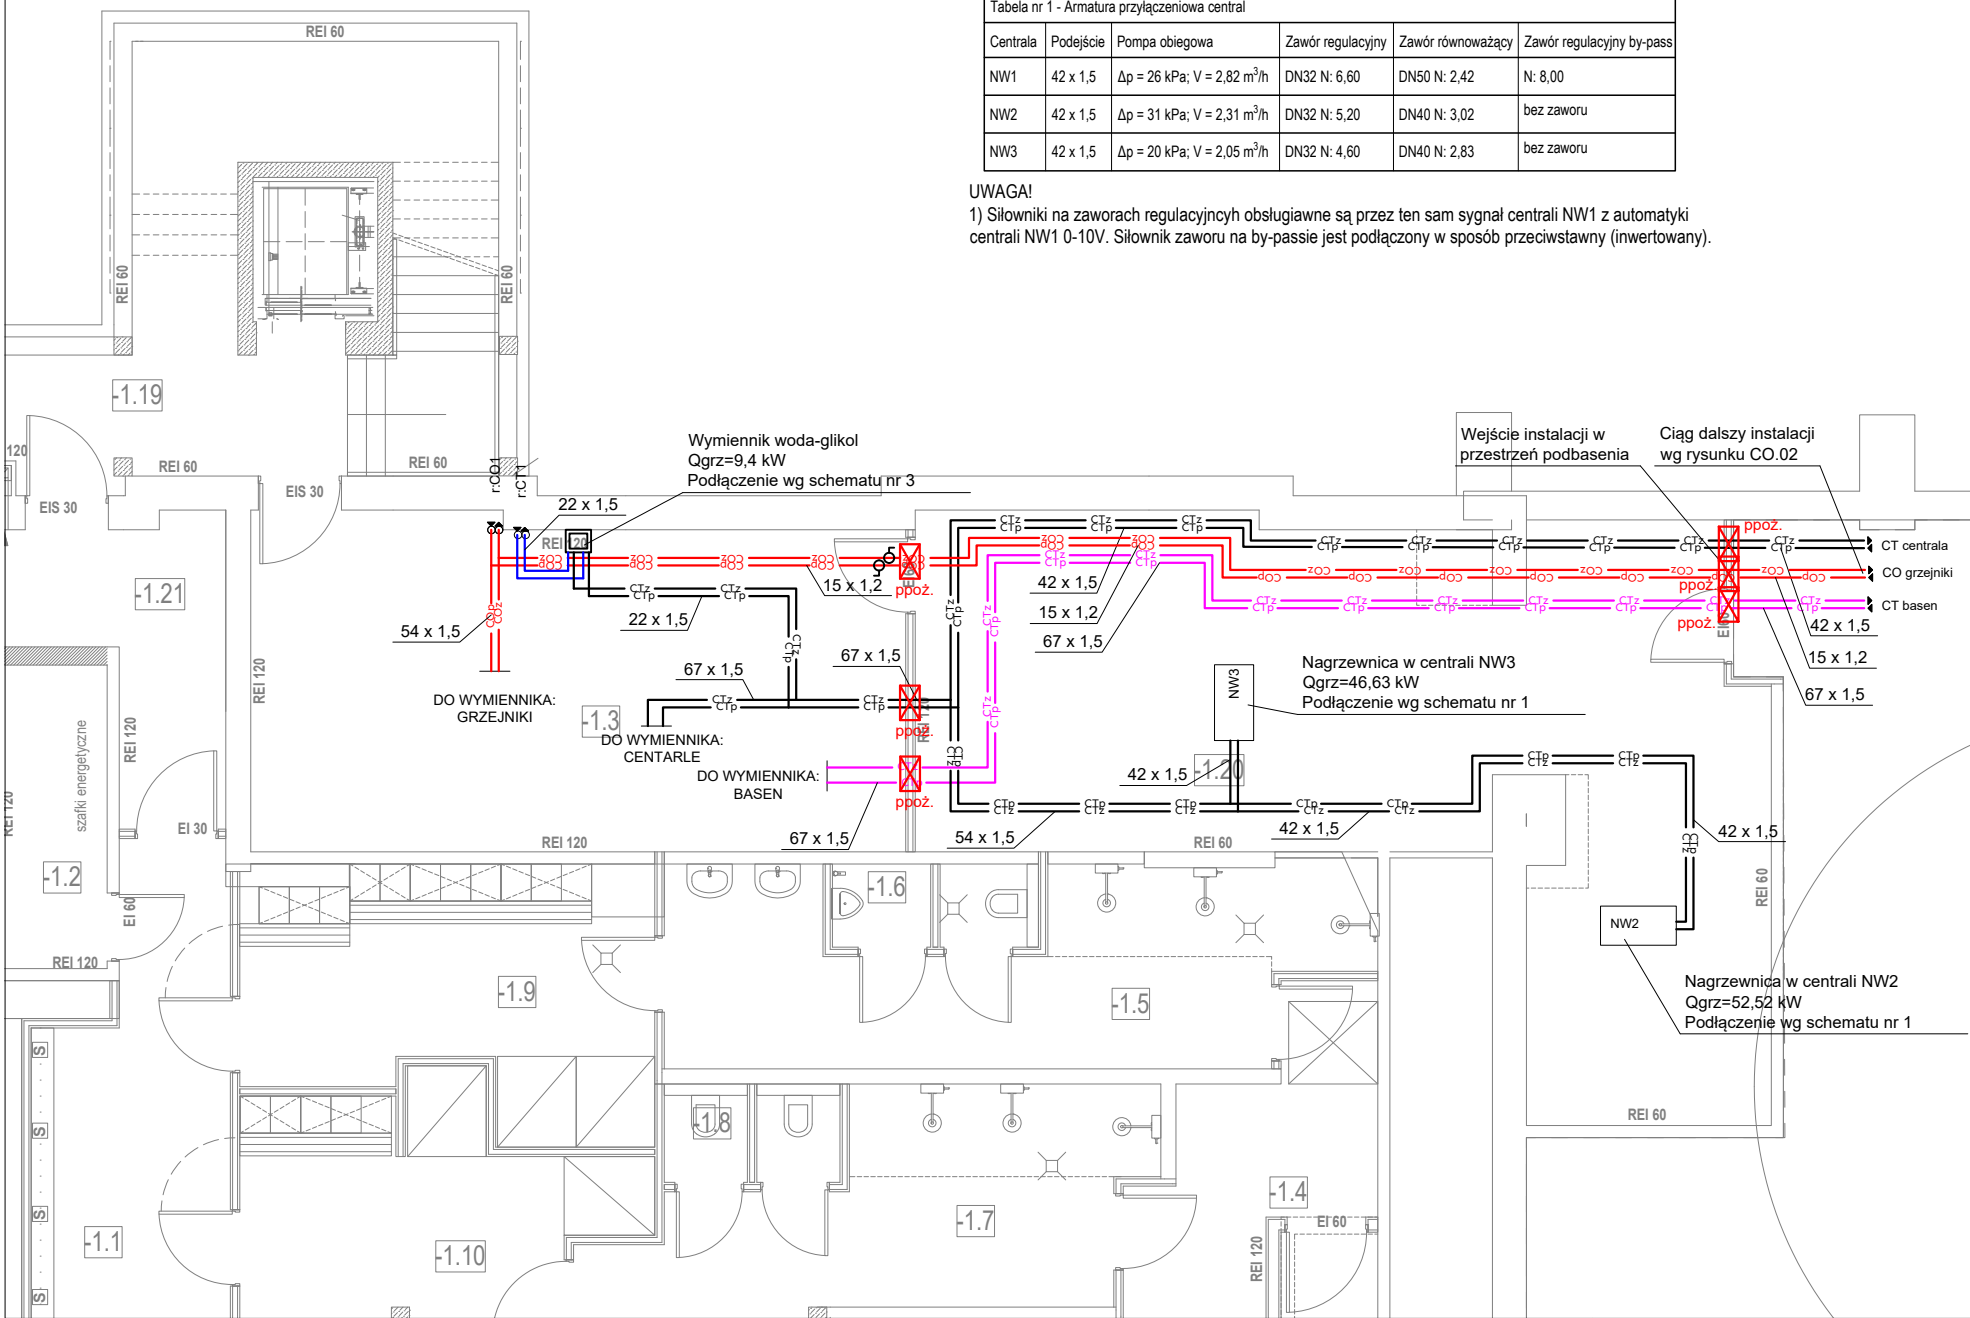 Tabela nr 1 - Armatura przyłączeniowa central
Centrala Podejście Pompa obiegowa Zawór regulacyjny Zawór równoważący Zawór regulacyjny by-pass
NW1 42 x 1,5 Δp = 26 kPa; V = 2,82 m³/h DN32 N: 6,60 DN50 N: 2,42 N: 8,00
NW2 42 x 1,5 Δp = 31 kPa; V = 2,31 m³/h DN32 N: 5,20 DN40 N: 3,02 bez zaworu
NW3 42 x 1,5 Δp = 20 kPa; V = 2,05 m³/h DN32 N: 4,60 DN40 N: 2,83 bez zaworu
UWAGA!
1) Siłowniki na zaworach regulacyjncyh obsługiawne są przez ten sam sygnał centrali NW1 z automatyki
centrali NW1 0-10V. Siłownik zaworu na by-passie jest podłączony w sposób przeciwstawny (inwertowany).
REI 60
REI 60
REI 60
-1.19
120
REI 60
REI 60
EIS 30
EIS 30
r:CO1
r:CT1
Wymiennik woda-glikol
Qgrz=9,4 kW
Podłączenie wg schematu nr 3
22 x 1,5
REI 120
Wejście instalacji w
przestrzeń podbasenia
Ciąg dalszy instalacji
wg rysunku CO.02
ppoż.
CT centrala
CO grzejniki
CT basen
ppoż.
ppoż.
EI 60
42 x 1,5
15 x 1,2
67 x 1,5
CTz
CTp
COz
COp
ppoż.
15 x 1,2
22 x 1,5
54 x 1,5
42 x 1,5
15 x 1,2
67 x 1,5
-1.21
REI 120
67 x 1,5
67 x 1,5
DO WYMIENNIKA:
GRZEJNIKI
-1.3
DO WYMIENNIKA:
CENTARLE
ppoż.
REI 120
DO WYMIENNIKA:
BASEN
ppoż.
67 x 1,5
NW3
Nagrzewnica w centrali NW3
Qgrz=46,63 kW
Podłączenie wg schematu nr 1
42 x 1,5
-1.20
54 x 1,5
42 x 1,5
42 x 1,5
REI 120
szafki energetyczne
REI 120
EI 30
REI 120
REI 60
REI 60
-1.2
EI 60
REI 120
-1.6
NW2
Nagrzewnica w centrali NW2
Qgrz=52,52 kW
Podłączenie wg schematu nr 1
-1.9
-1.5
REI 60
S
S
S
S
-1.8
-1.1
-1.10
-1.7
-1.4
EI 60
REI 120